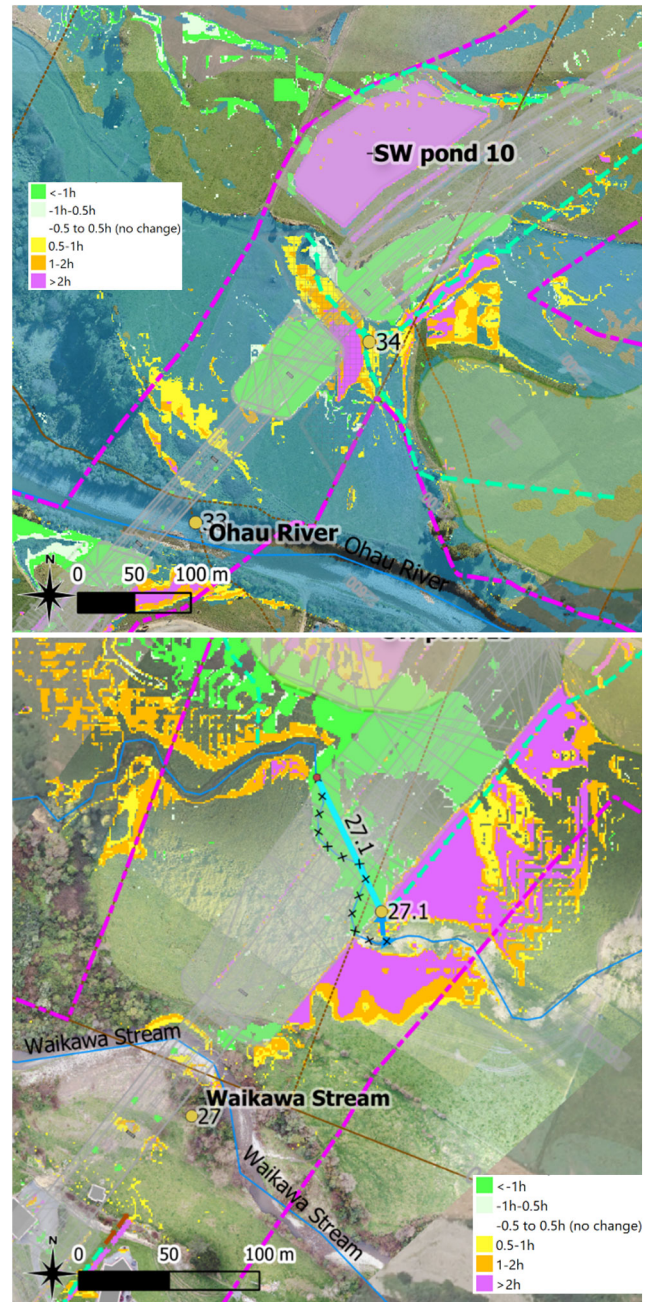 SW pond 10
<-1h
-1h-0.5h
-0.5 to 0.5h (no change)
0.5-1h
1-2h
>2h
34
33
Ohau River
Ohau River
N
0 50 100 m
27.1
27.1
Waikawa Stream
Waikawa Stream
27
Waikawa Stream
N
0 50 100 m
<-1h
-1h-0.5h
-0.5 to 0.5h (no change)
0.5-1h
1-2h
>2h